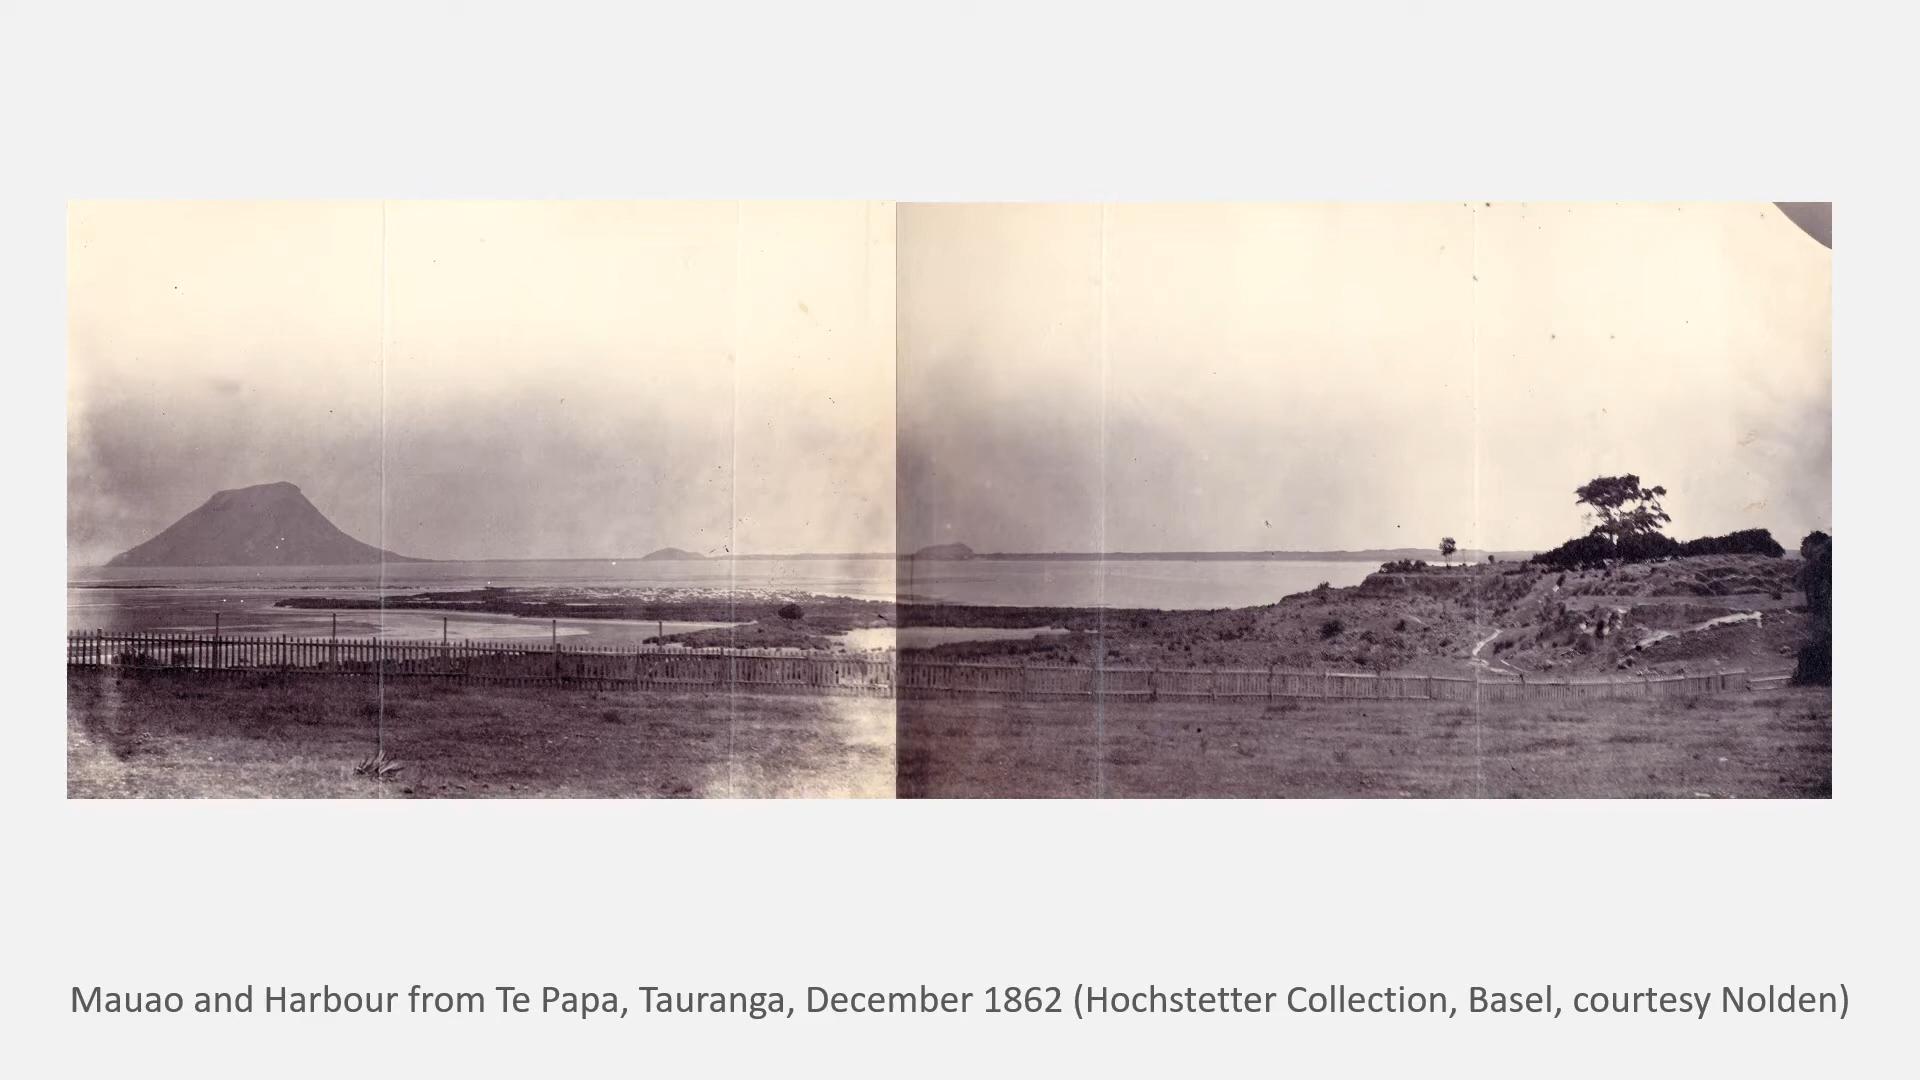 Mauao and Harbour from Te Papa, Tauranga, December 1862 (Hochstetter Collection, Basel, courtesy Nolden)